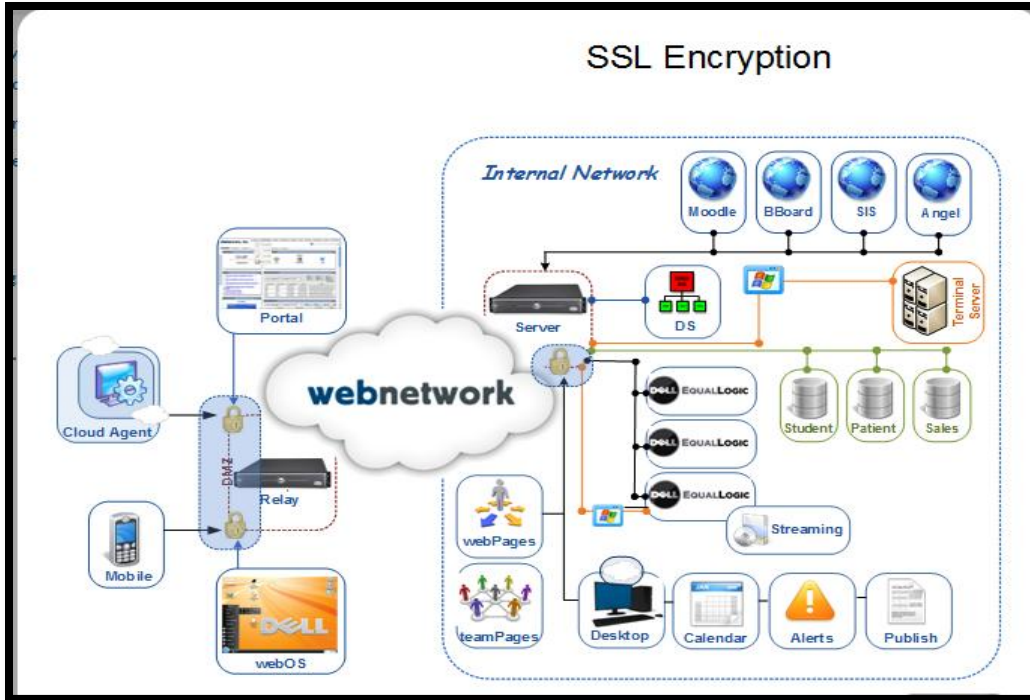 SSL Encryption
Internal Network
Moodle
BBoard
SIS
Angel
Portal
Server
DS
Terminal
Server
webnetwork
Cloud Agent
DMZ
Relay
DELL EQUALLOGIC
DELL EQUALLOGIC
DELL EQUALLOGIC
Student
Patient
Sales
Mobile
webPages
Streaming
DELL
webOS
teamPages
Desktop
Calendar
Alerts
Publish